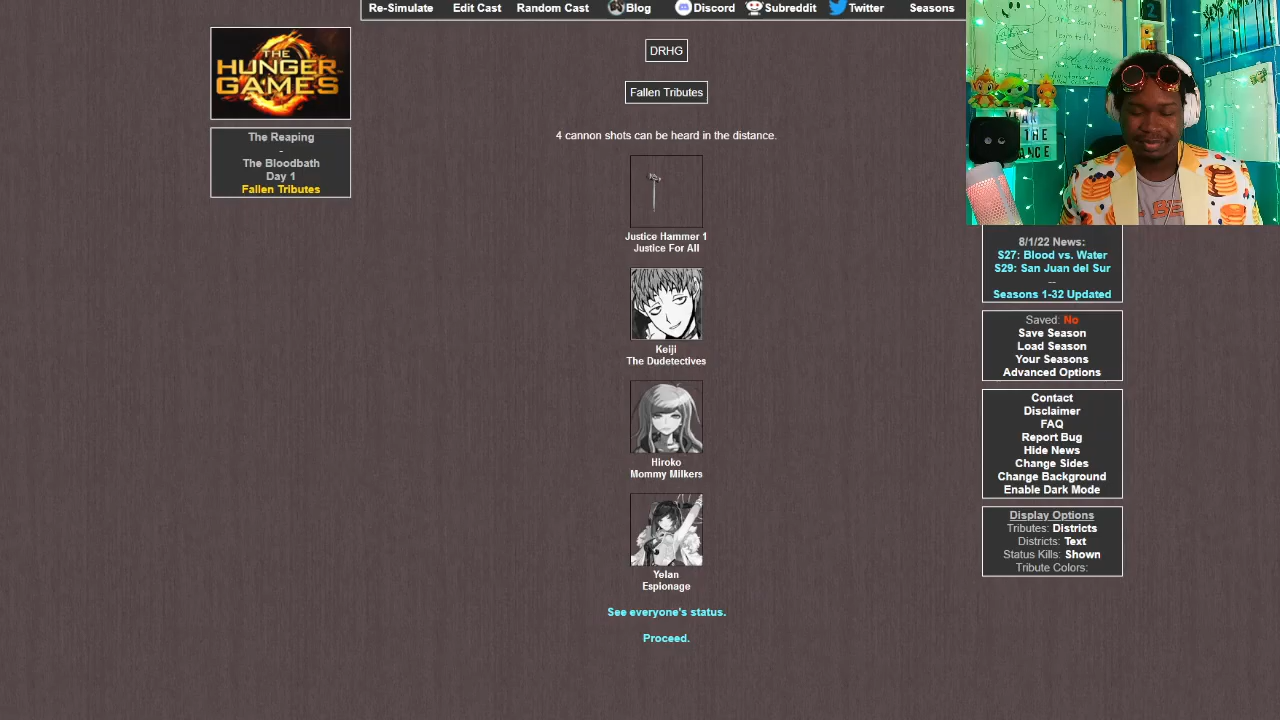 Re-Simulate Edit Cast Random Cast Blog Discord Subreddit Twitter Seasons
THE
HUNGER
GAMES
The Reaping
-
The Bloodbath
Day 1
Fallen Tributes
DRHG
Fallen Tributes
4 cannon shots can be heard in the distance.
Justice Hammer 1
Justice For All
Keiji
The Dudetectives
Hiroko
Mommy Milkers
Yelan
Espionage
See everyone's status.
Proceed.
8/1/22 News:
S27: Blood vs. Water
S29: San Juan del Sur
--
Seasons 1-32 Updated
Saved: No
Save Season
Load Season
Your Seasons
Advanced Options
Contact
Disclaimer
FAQ
Report Bug
Hide News
Change Sides
Change Background
Enable Dark Mode
Display Options
Tributes: Districts
Districts: Text
Status Kills: Shown
Tribute Colors: